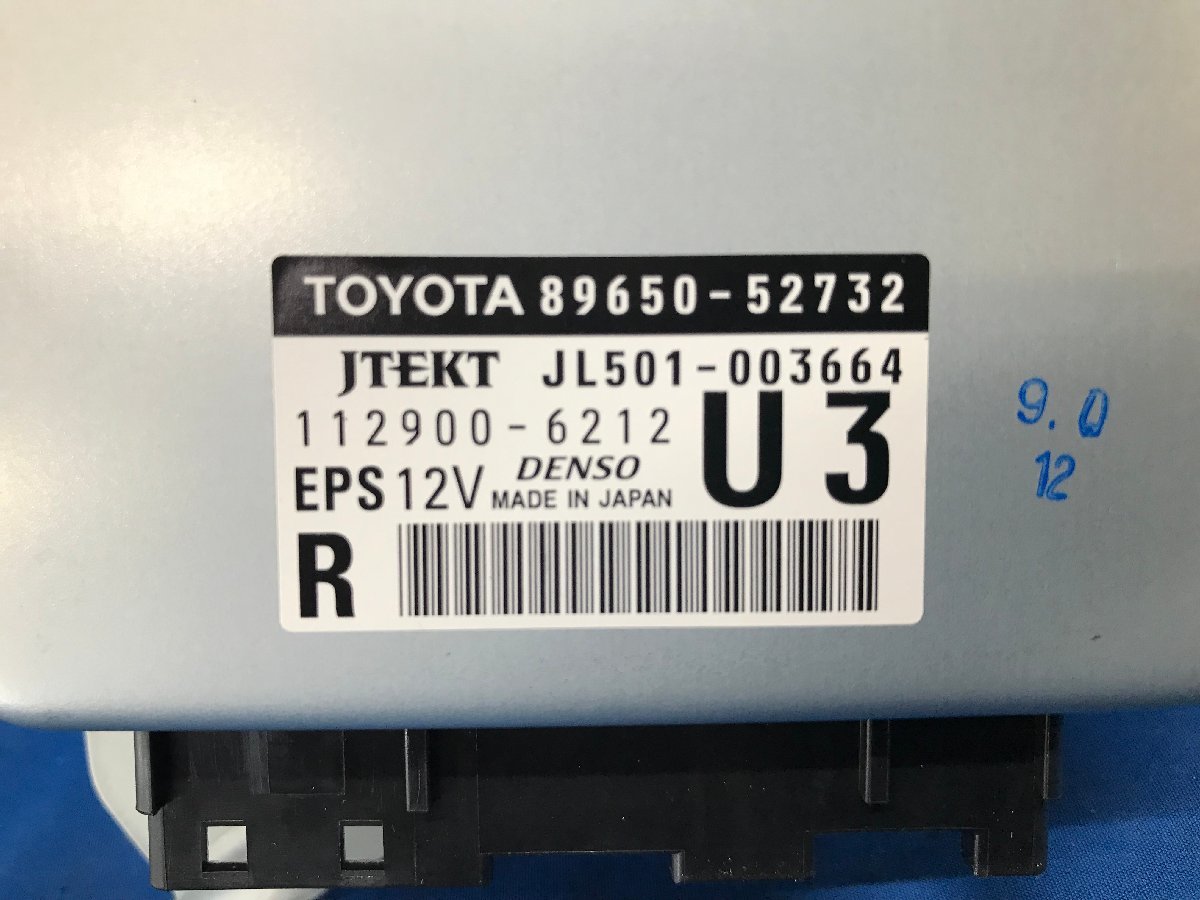 TOYOTA 89650-52732
JTEKT JL501-003664
112900-6212 U3
EPS 12V DENSO
MADE IN JAPAN
R
9.0
12